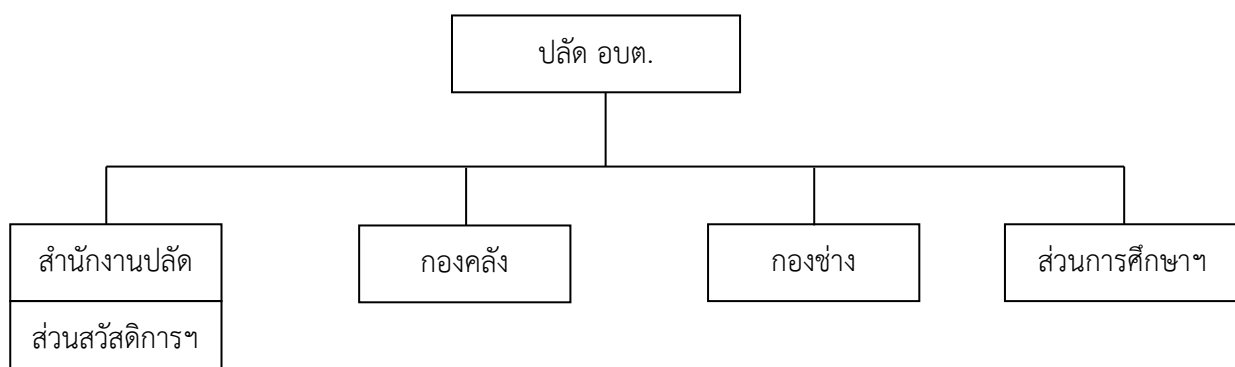 ปลัด อบต.
สำนักงานปลัด
กองคลัง
กองช่าง
ส่วนการศึกษาฯ
ส่วนสวัสดิการฯ